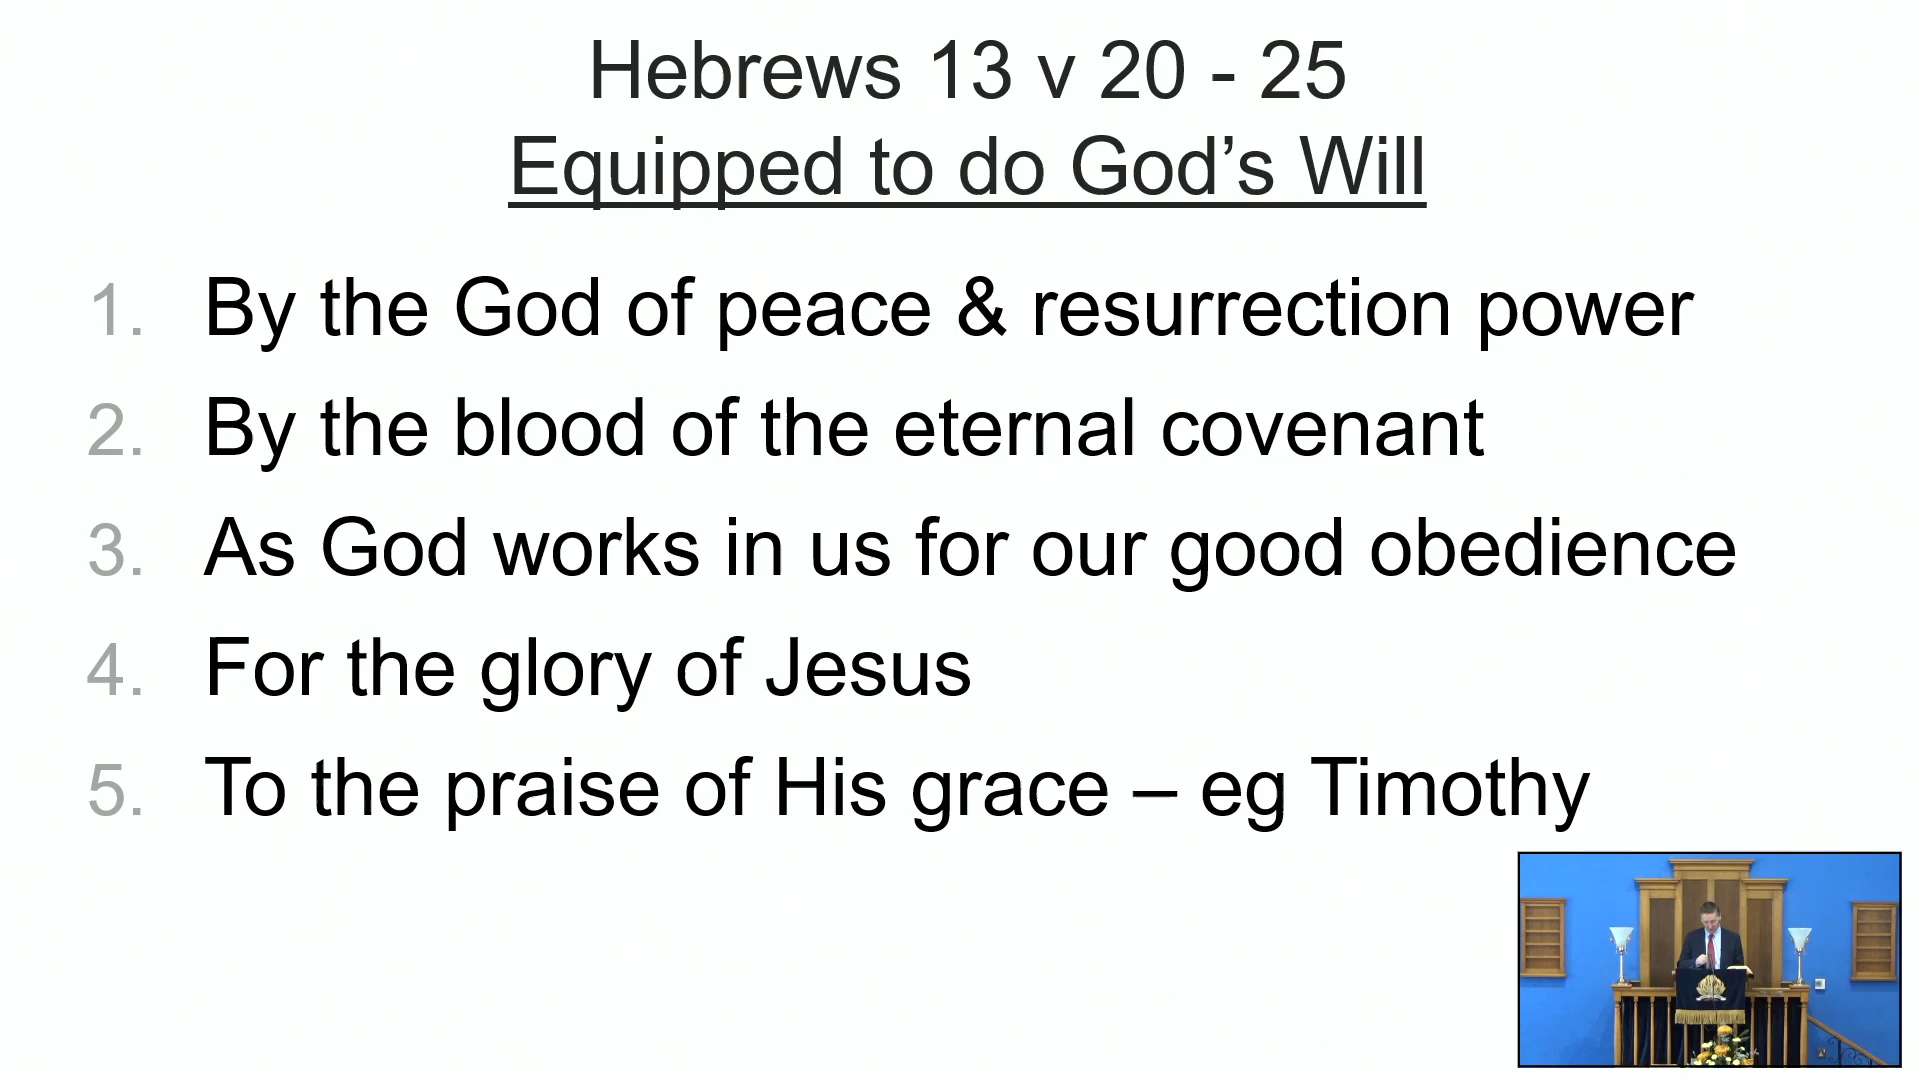 Hebrews 13 v 20 - 25
Equipped to do God’s Will
1. By the God of peace & resurrection power
2. By the blood of the eternal covenant
3. As God works in us for our good obedience
4. For the glory of Jesus
5. To the praise of His grace – eg Timothy